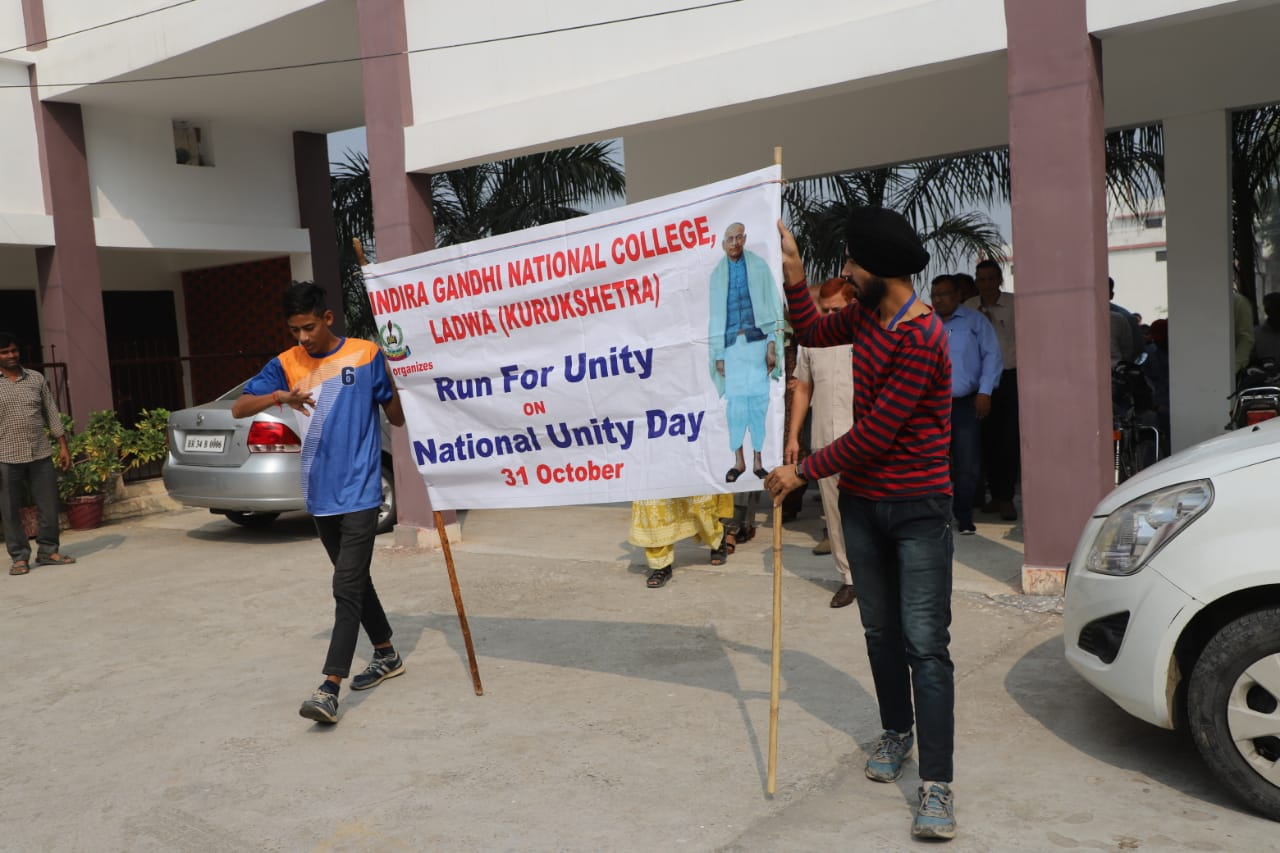 INDIRA GANDHI NATIONAL COLLEGE,
LADWA (KURUKSHETRA)
organizes
Run For Unity
ON
National Unity Day
31 October
6